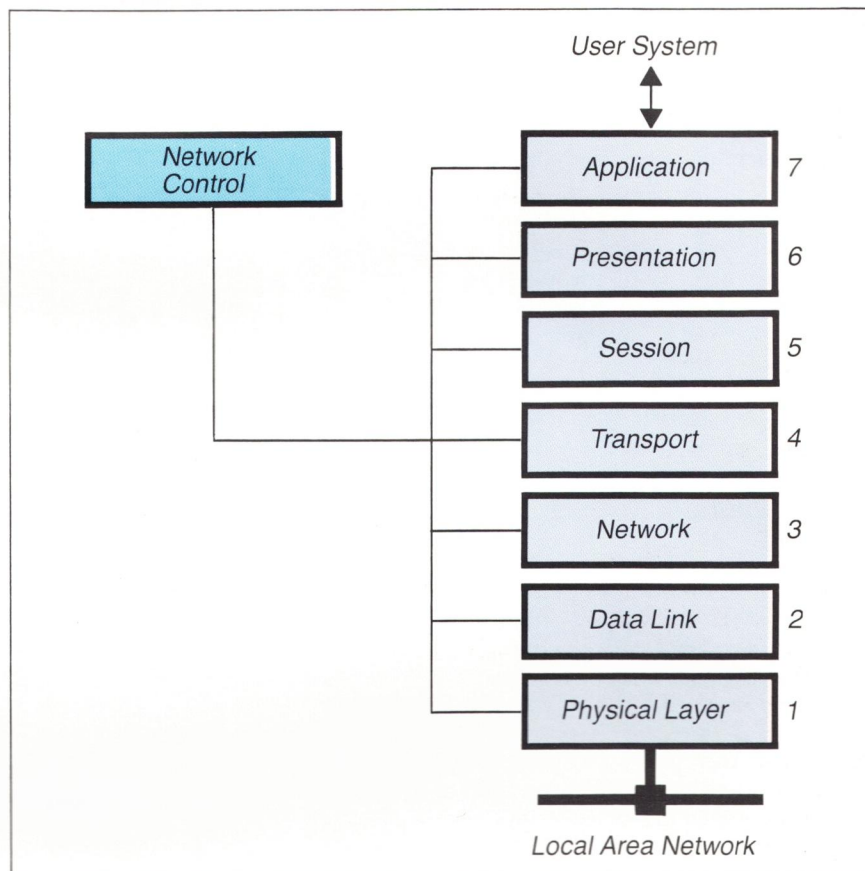 User System
Network
Control
Application 7
Presentation 6
Session 5
Transport 4
Network 3
Data Link 2
Physical Layer 1
Local Area Network